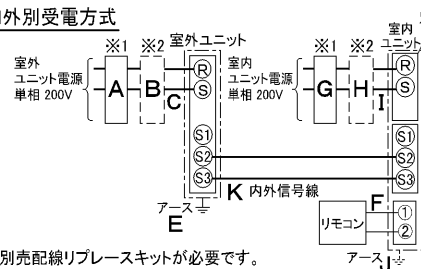 外別受電方式
※1 ※2 室外ユニット
室外
ユニット電源
単相 200V
A B C
R
S
S1
S2
S3
アース
E
※1 ※2 室内
ユニット
室内
ユニット電源
単相 200V
G H I
R
S
S1
S2
S3
K 内外信号線
F
リモコン
①
②
アース J
別売配線リプレースキットが必要です。